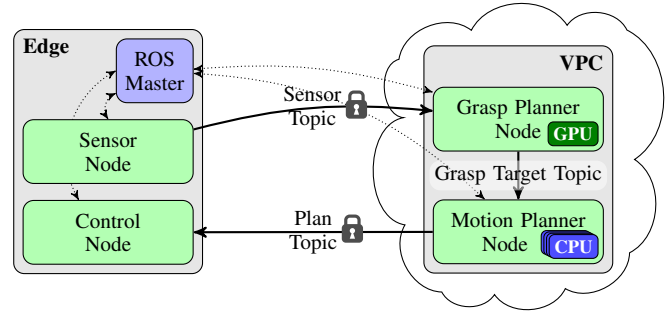 Edge
ROS
Master
Sensor
Node
Control
Node
Sensor
Topic
Plan
Topic
VPC
Grasp Planner
Node GPU
Grasp Target Topic
Motion Planner
Node CPU